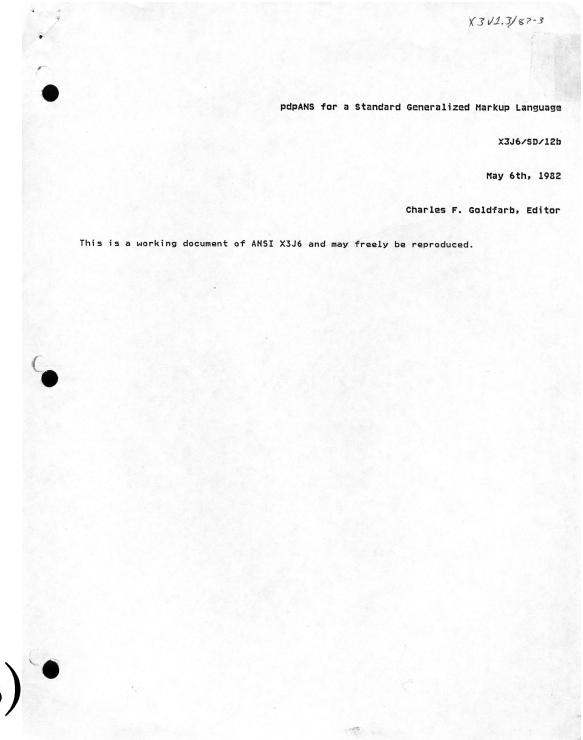 X3V1.3/87-3
pdpANS for a Standard Generalized Markup Language
X3J6/SD/12b
May 6th, 1982
Charles F. Goldfarb, Editor
This is a working document of ANSI X3J6 and may freely be reproduced.
)